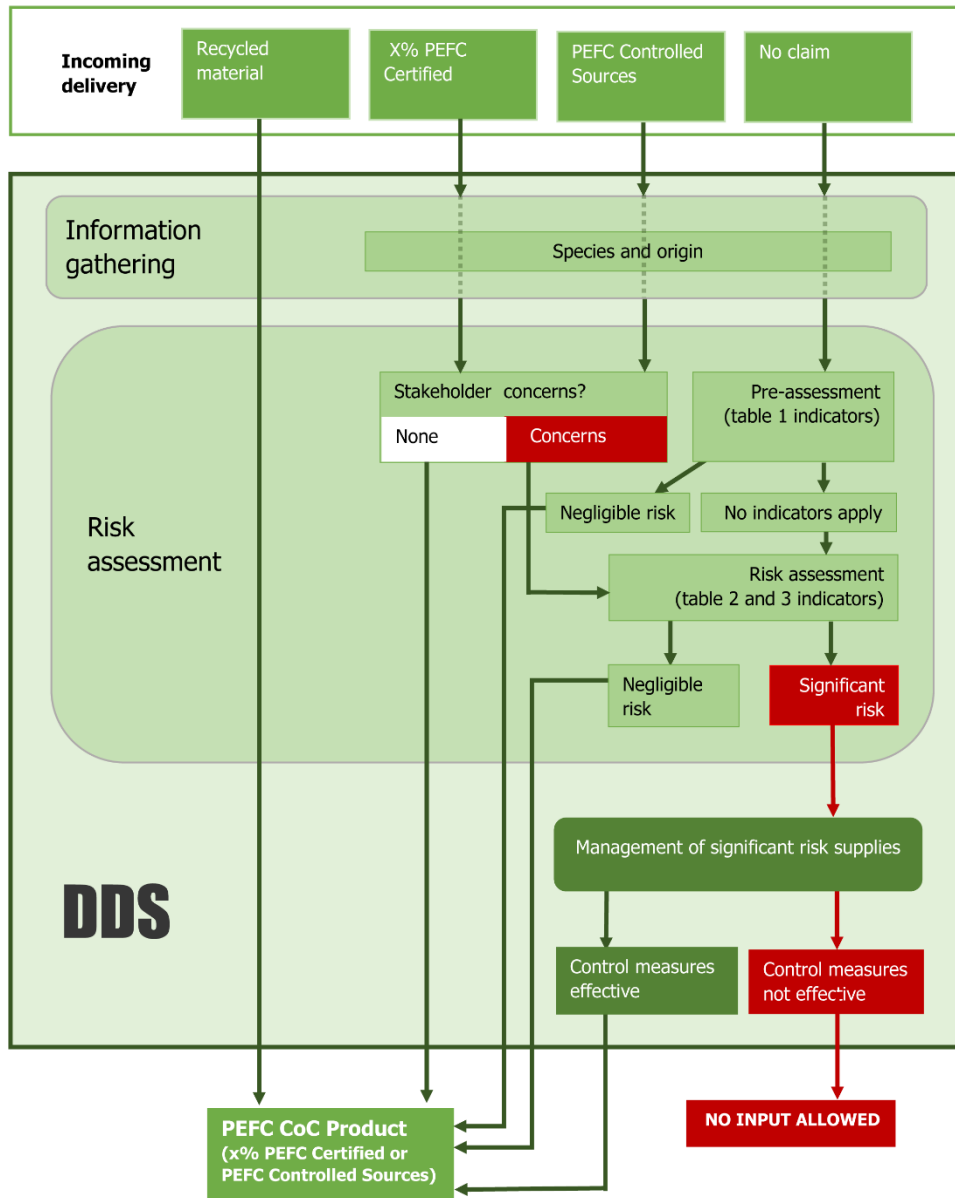 Incoming
delivery
Recycled
material
X% PEFC
Certified
PEFC Controlled
Sources
No claim
Information
gathering
Species and origin
Risk
assessment
Stakeholder concerns?
None
Concerns
Pre-assessment
(table 1 indicators)
Negligible risk
No indicators apply
Risk assessment
(table 2 and 3 indicators)
Negligible
risk
Significant
risk
Management of significant risk supplies
DDS
Control measures
effective
Control measures
not effective
PEFC CoC Product
(x% PEFC Certified or
PEFC Controlled Sources)
NO INPUT ALLOWED